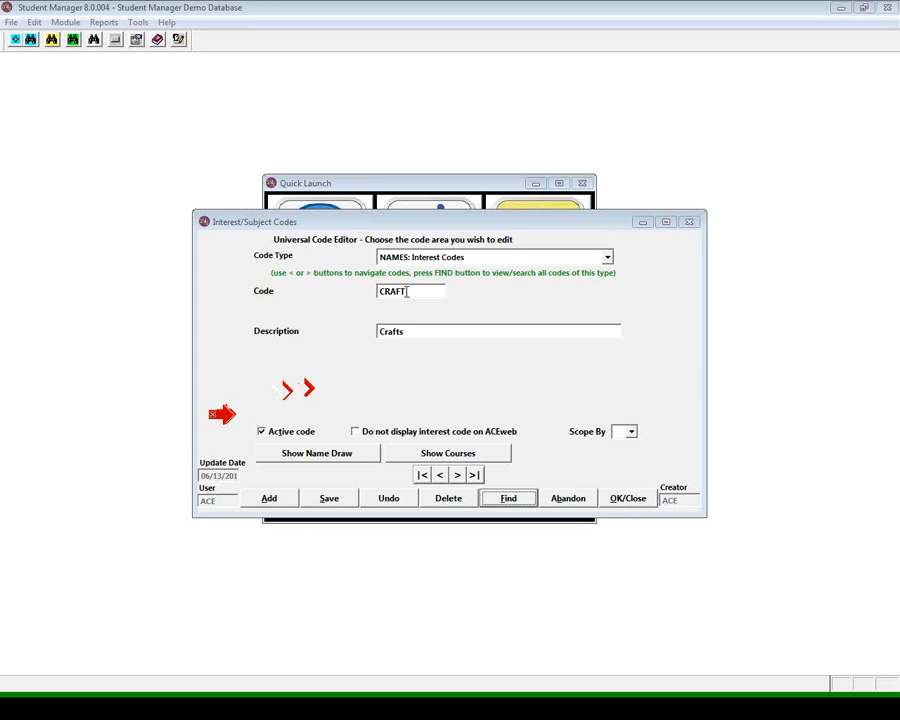 Student Manager 8.0.004 - Student Manager Demo Database
File Edit Module Reports Tools Help
Quick Launch
Interest/Subject Codes
Universal Code Editor - Choose the code area you wish to edit
Code Type NAMES: Interest Codes
(use < or > buttons to navigate codes, press FIND button to view/search all codes of this type)
Code CRAFT
Description Crafts
Active code Do not display interest code on ACEweb Scope By
Show Name Draw Show Courses
Update Date
06/13/201
|< < > >|
User
ACE
Add Save Undo Delete Find Abandon OK/Close
Creator
ACE